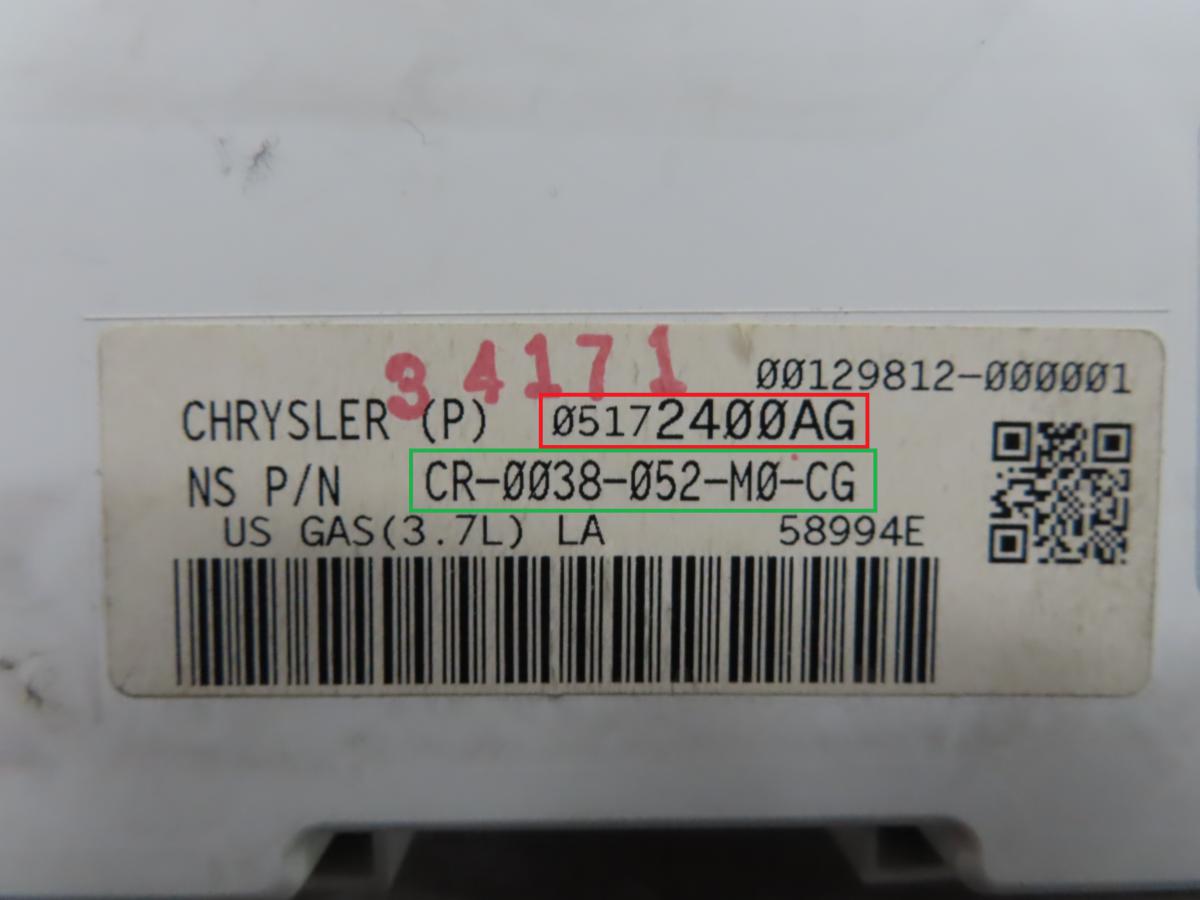 34171
00129812-000001
CHRYSLER (P) 05172400AG
NS P/N CR-0038-052-M0-CG
US GAS(3.7L) LA 58994E